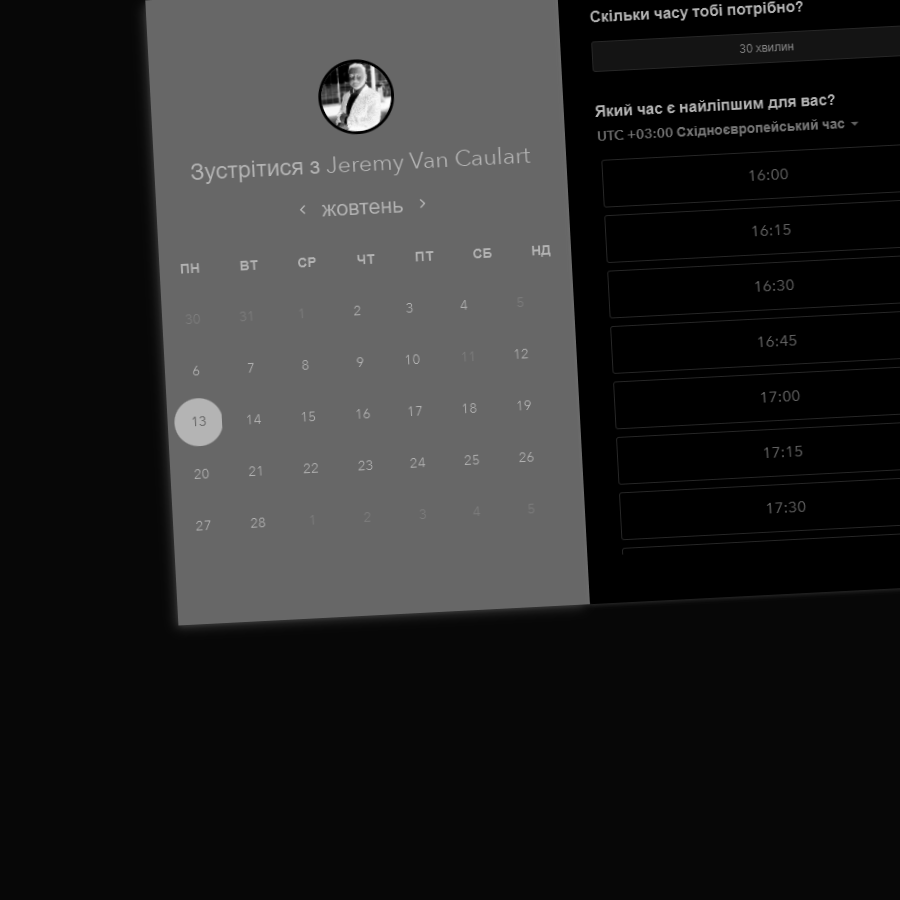 Зустрітися з Jeremy Van Caulart
жовтень
ПН ВТ СР ЧТ ПТ СБ НД
30 31 1 2 3 4 5
6 7 8 9 10 11 12
13 14 15 16 17 18 19
20 21 22 23 24 25 26
27 28 1 2 3 4 5
Скільки часу тобі потрібно?
30 хвилин
Який час є найліпшим для вас?
UTC +03:00 Східноєвропейський час
16:00
16:15
16:30
16:45
17:00
17:15
17:30